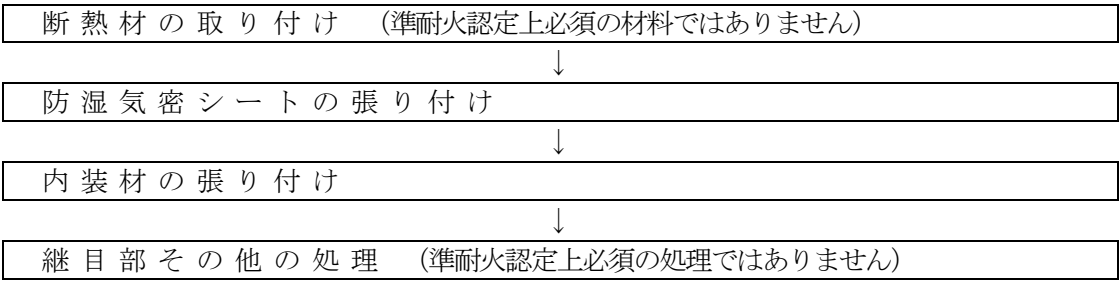 断熱材の取り付け (準耐火認定上必須の材料ではありません)
↓
防湿気密シートの張り付け
↓
内装材の張り付け
↓
継目部その他の処理 (準耐火認定上必須の処理ではありません)